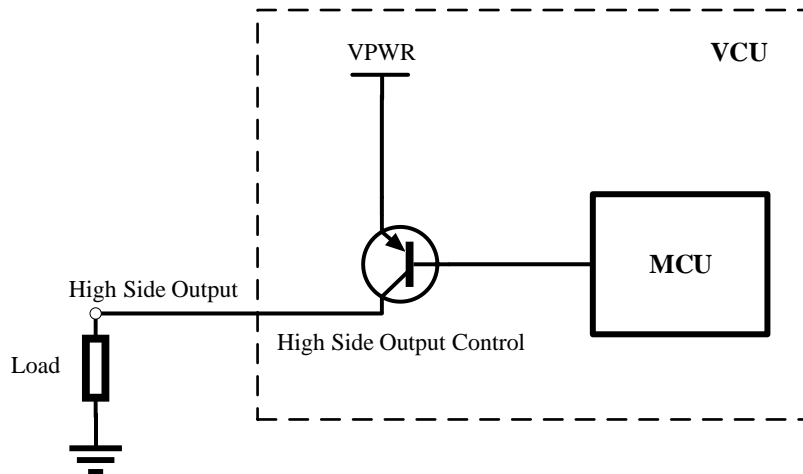 VPWR
VCU
MCU
High Side Output
High Side Output Control
Load